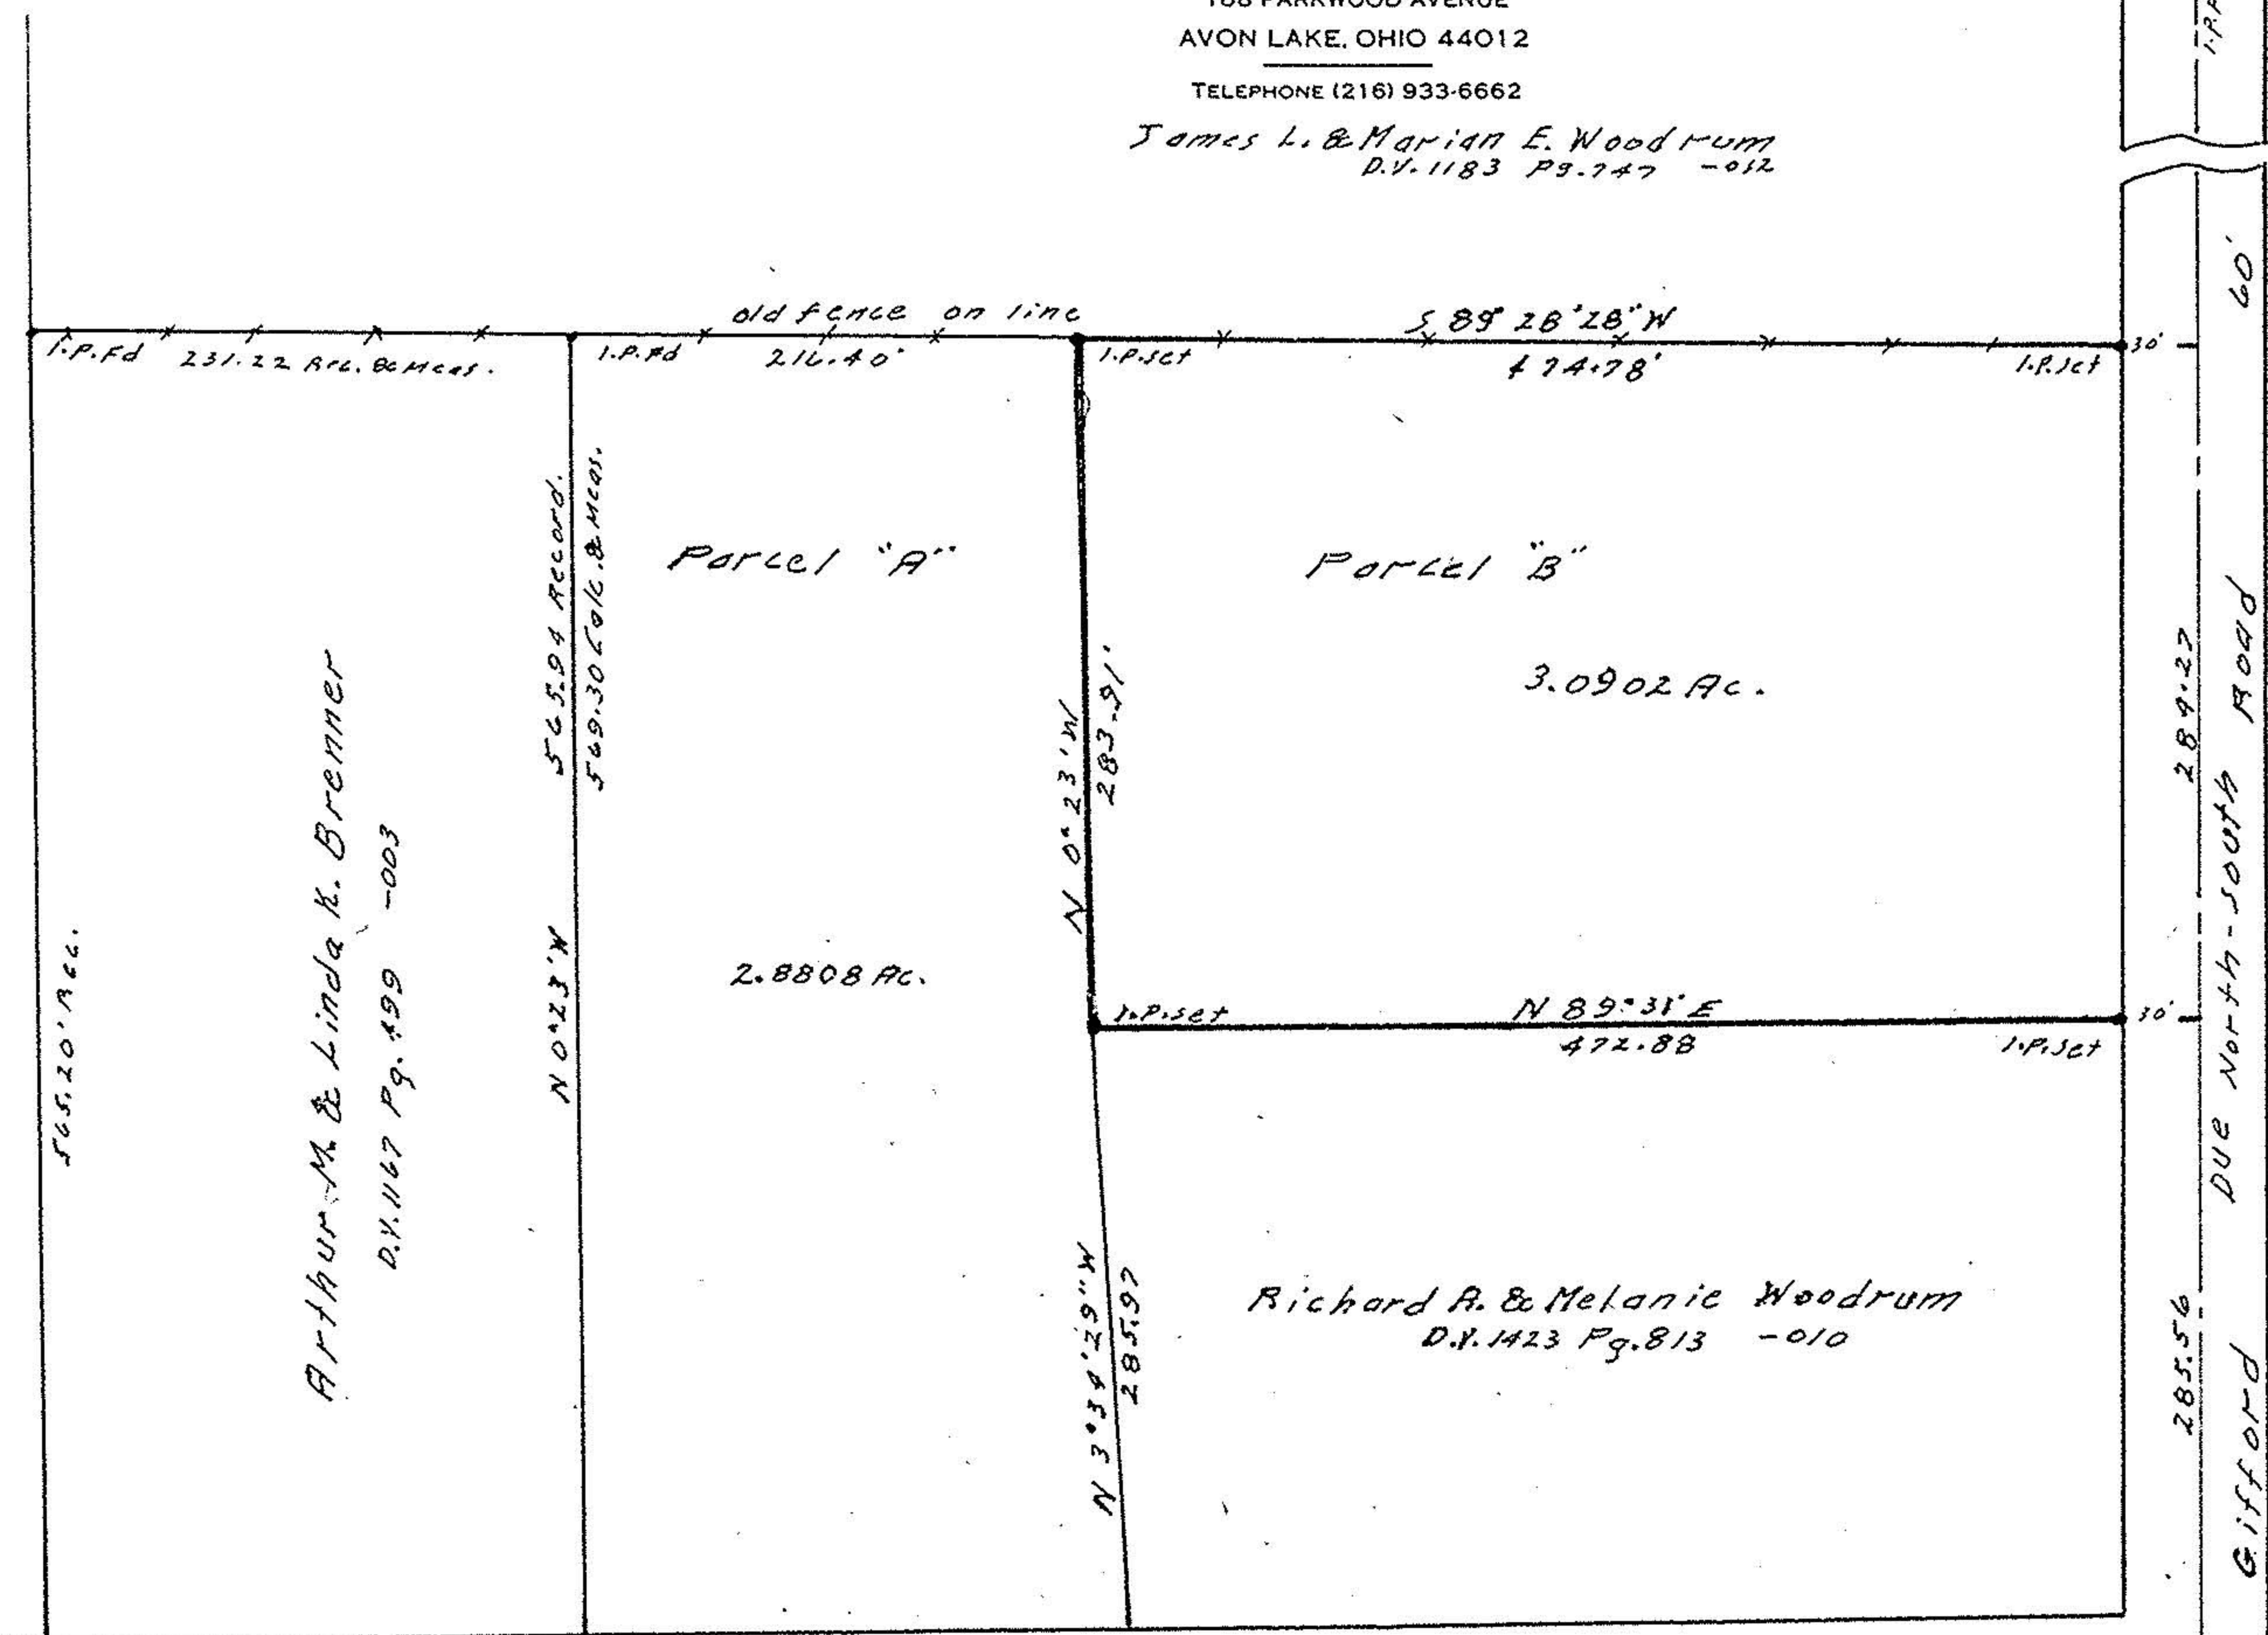 AVON LAKE, OHIO 44012
TELEPHONE (216) 933-6662
James L. & Marian E. Woodrum
D.V. 1183 Pg. 747 -012
60'
old fence on line
S 89° 28' 28" W
I.P. Fd
231.22 Rec. & Meas.
I.P. Fd
216.40'
I.P. set
474.78'
I.P. set
30'
565.94 Record.
569.30 Calc. & Meas.
N 0° 23' W
Parcel "A"
2.8808 Ac.
Parcel "B"
3.0902 Ac.
N 0° 23' W
283.91'
Arthur M. & Linda K. Brenner
D.V. 1167 Pg. 499 -003
565.20' Rec.
I.P. set
N 89° 35' E
472.88
I.P. set
30'
N 3° 34' 29" W
285.97
Richard A. & Melanie Woodrum
D.V. 1423 Pg. 813 -010
285.56
Gifford Road
Due North-South